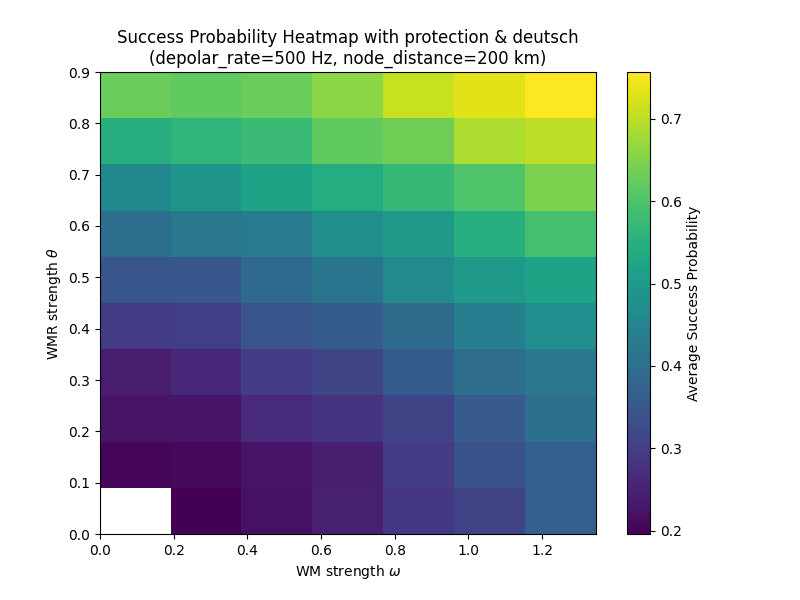 Success Probability Heatmap with protection & deutsch
(depolar_rate=500 Hz, node_distance=200 km)
0.9
0.8
0.7
0.6
0.5
0.4
0.3
0.2
0.1
0.0
WMR strength θ
0.0 0.2 0.4 0.6 0.8 1.0 1.2
WM strength ω
0.7
0.6
0.5
0.4
0.3
0.2
Average Success Probability